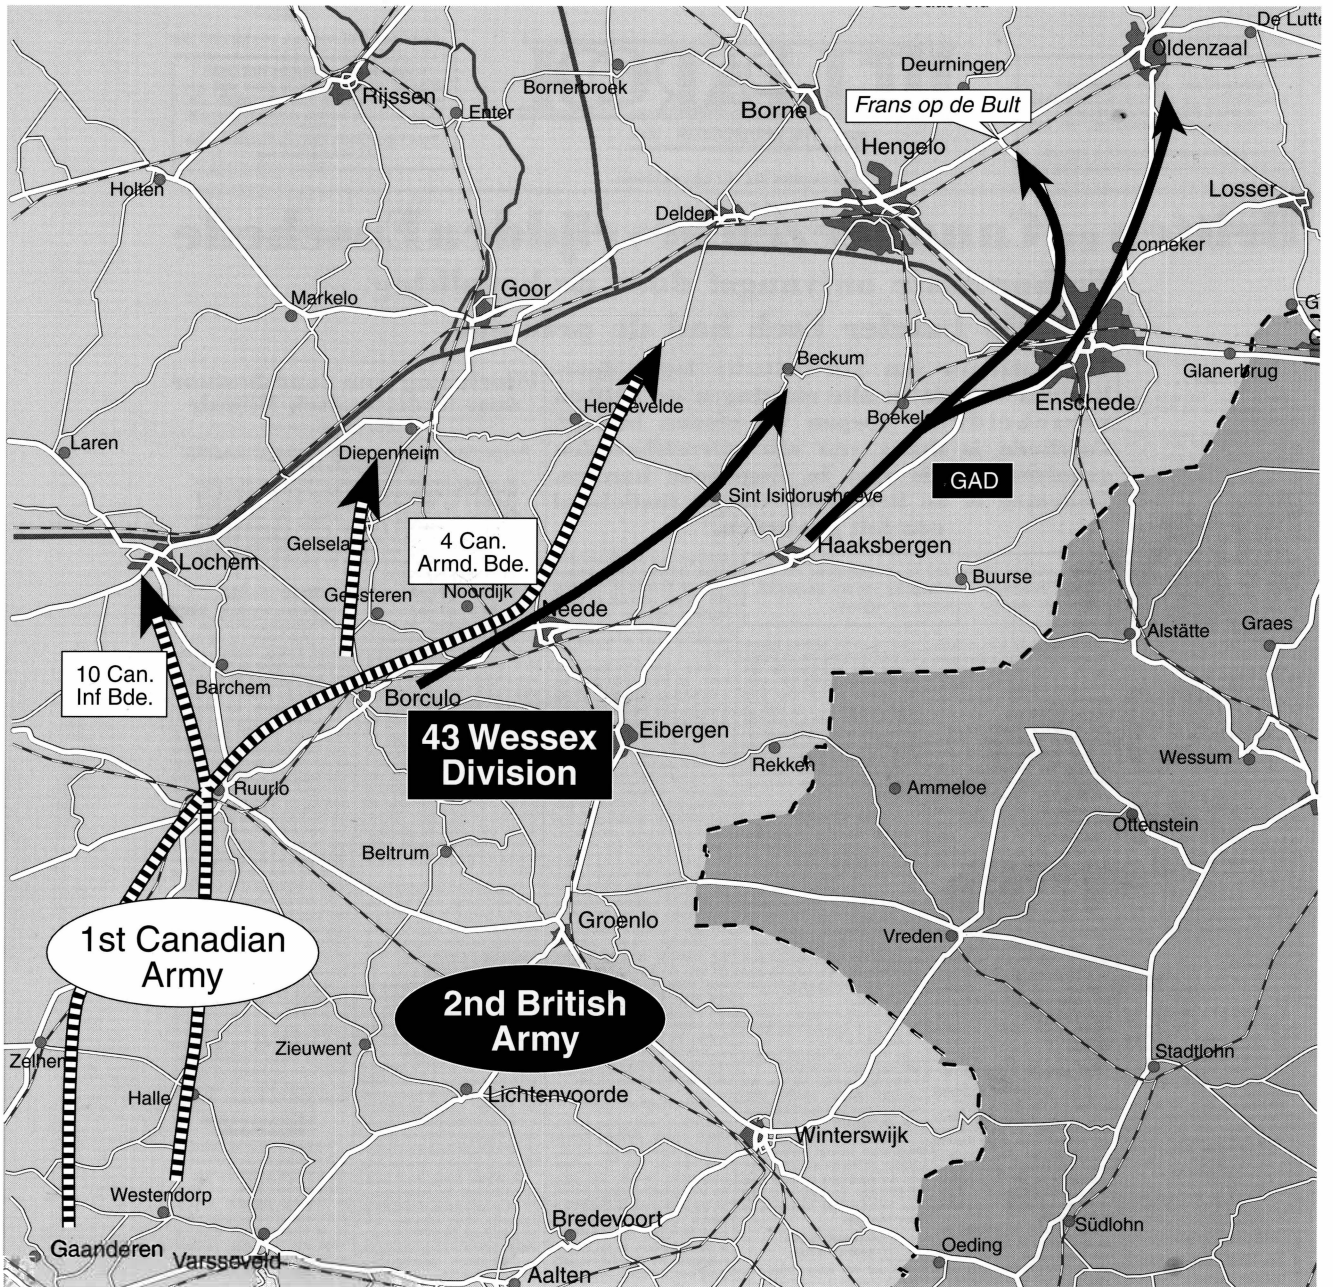 De Lutte
Oldenzaal
Deurningen
Rijssen
Bornerbroek
Enter
Borne
Frans op de Bult
Hengelo
Holten
Losser
Delden
Lonneker
Goor
Markelo
Beckum
Glanerbrug
Hengevelde
Boekelo
Enschede
Laren
Diepenheim
GAD
Sint Isidorushoeve
4 Can.
Armd. Bde.
Gelselaar
Haaksbergen
Lochem
Buurse
Geesteren
Noordijk
Neede
Alstätte
Graes
10 Can.
Inf Bde.
Barchem
Borculo
43 Wessex
Division
Eibergen
Rekken
Wessum
Ruurlo
Ammeloe
Ottenstein
Beltrum
Groenlo
1st Canadian
Army
Vreden
2nd British
Army
Zelhem
Zieuwent
Stadtlohn
Halle
Lichtenvoorde
Winterswijk
Westendorp
Bredevoort
Südlohn
Gaanderen
Varsseveld
Oeding
Aalten